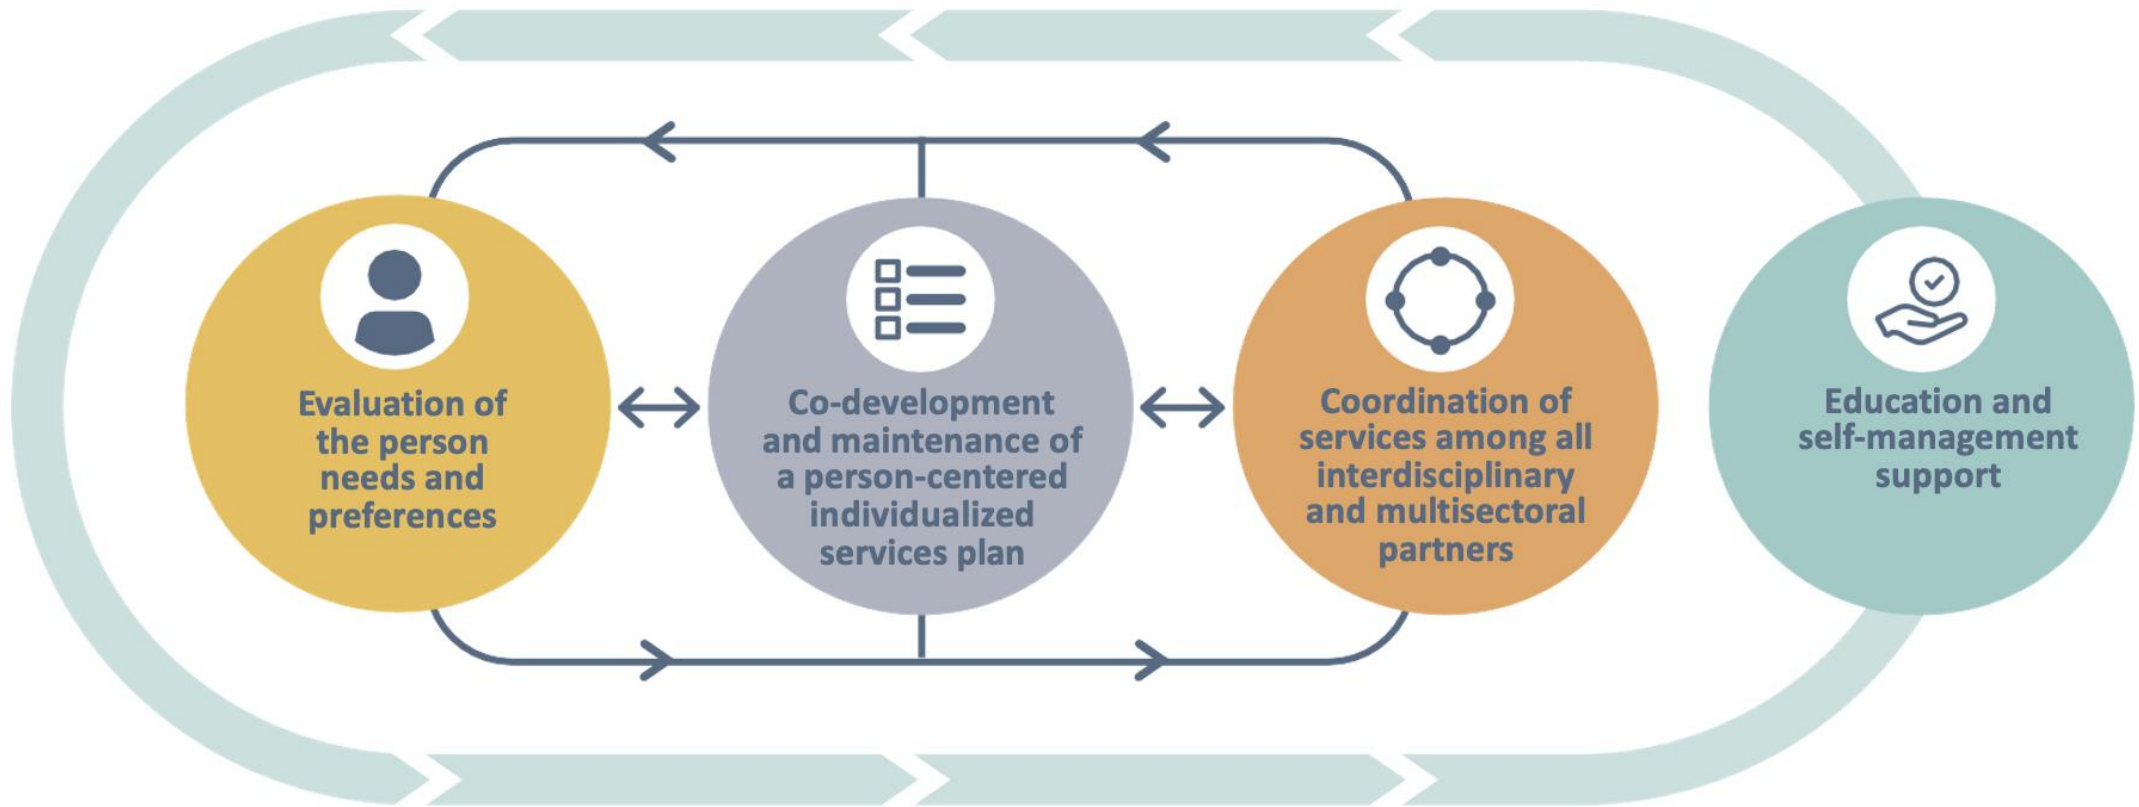 Evaluation of
the person
needs and
preferences
Co-development
and maintenance of
a person-centered
individualized
services plan
Coordination of
services among all
interdisciplinary
and multisectoral
partners
Education and
self-management
support